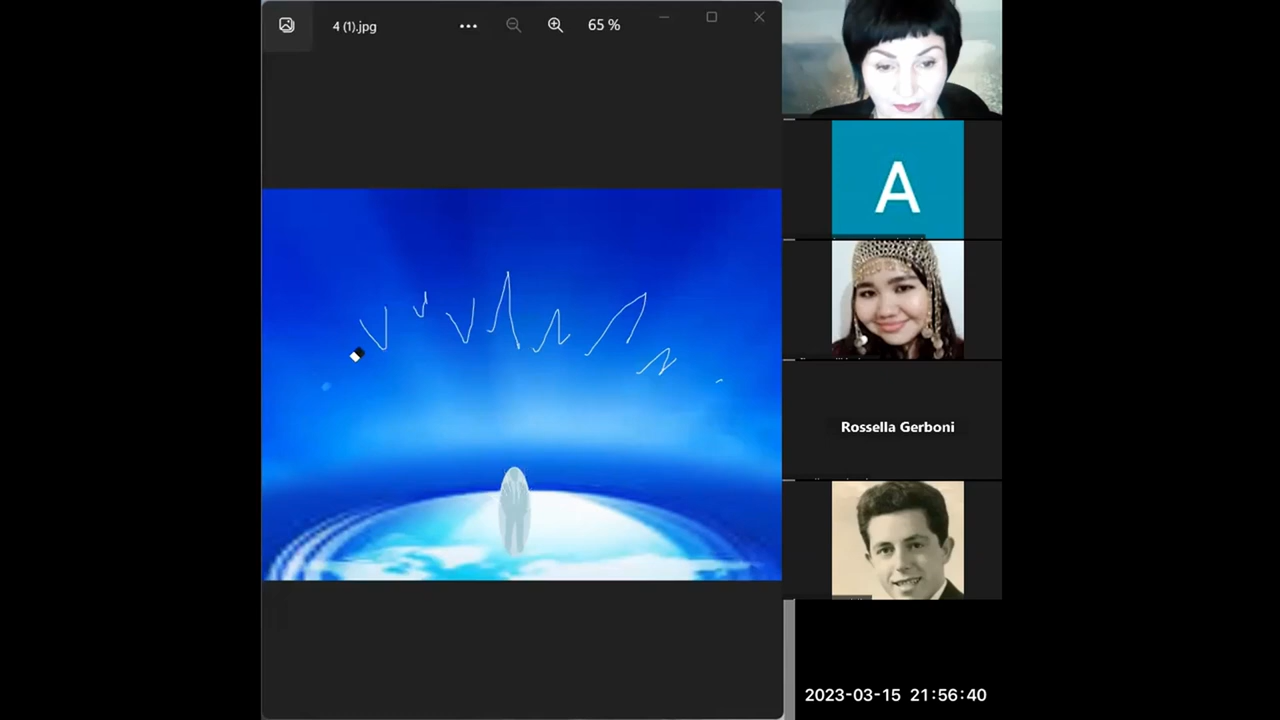 4 (1).jpg
65 %
A
Rossella Gerboni
2023-03-15 21:56:40